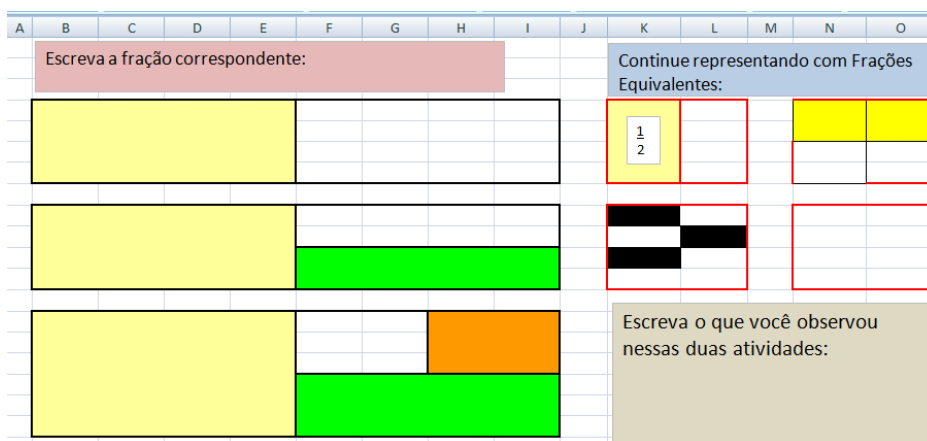 A B C D E F G H I J K L M N O
Escreva a fração correspondente:
Continue representando com Frações
Equivalentes:
1
2
Escreva o que você observou
nessas duas atividades: